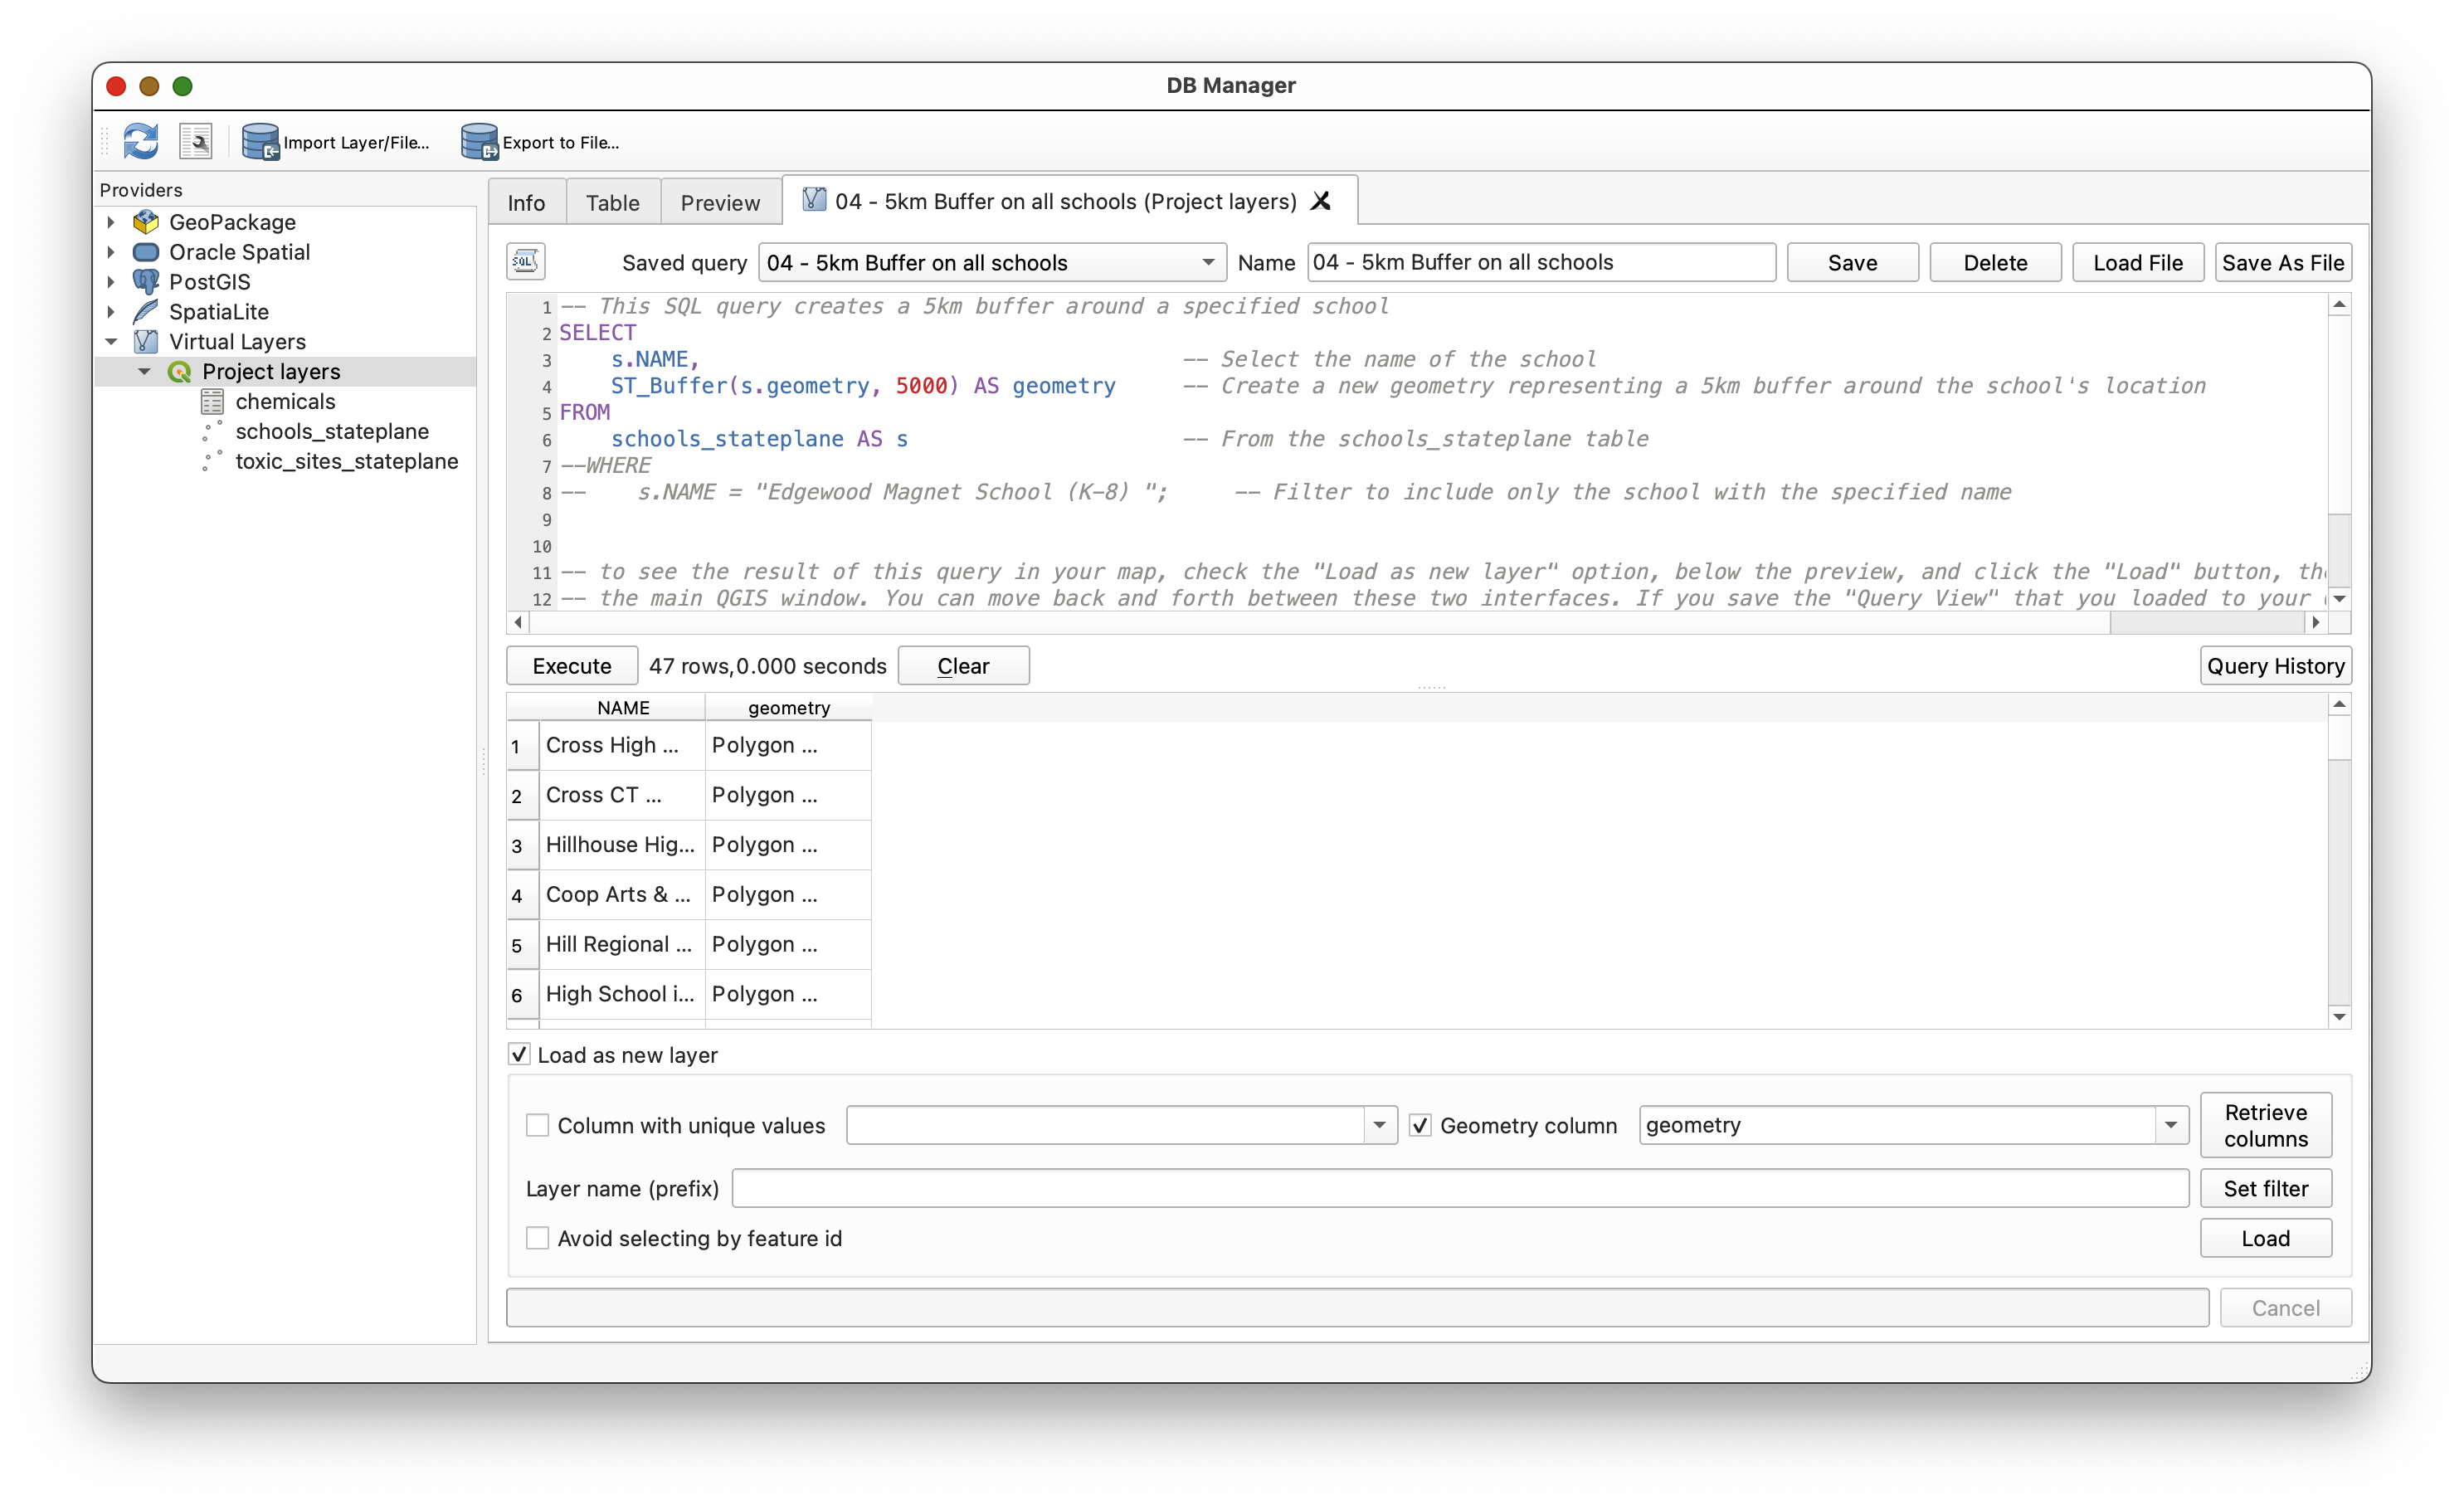 DB Manager
Import Layer/File...
Export to File...
Providers
GeoPackage
Oracle Spatial
PostGIS
SpatiaLite
Virtual Layers
Project layers
chemicals
schools_stateplane
toxic_sites_stateplane
Info
Table
Preview
04 - 5km Buffer on all schools (Project layers)
SQL
Saved query
04 - 5km Buffer on all schools
Name
04 - 5km Buffer on all schools
Save
Delete
Load File
Save As File
1 -- This SQL query creates a 5km buffer around a specified school
2 SELECT
3 s.NAME, -- Select the name of the school
4 ST_Buffer(s.geometry, 5000) AS geometry -- Create a new geometry representing a 5km buffer around the school's location
5 FROM
6 schools_stateplane AS s -- From the schools_stateplane table
7 --WHERE
8 -- s.NAME = "Edgewood Magnet School (K-8) "; -- Filter to include only the school with the specified name
9
10
11 -- to see the result of this query in your map, check the "Load as new layer" option, below the preview, and click the "Load" button,
12 -- the main QGIS window. You can move back and forth between these two interfaces. If you save the "Query View" that you loaded to your
Execute
47 rows,0.000 seconds
Clear
Query History
NAME geometry
1 Cross High ... Polygon ...
2 Cross CT ... Polygon ...
3 Hillhouse Hig... Polygon ...
4 Coop Arts & ... Polygon ...
5 Hill Regional ... Polygon ...
6 High School i... Polygon ...
Load as new layer
Column with unique values
Geometry column
geometry
Retrieve
columns
Layer name (prefix)
Set filter
Avoid selecting by feature id
Load
Cancel